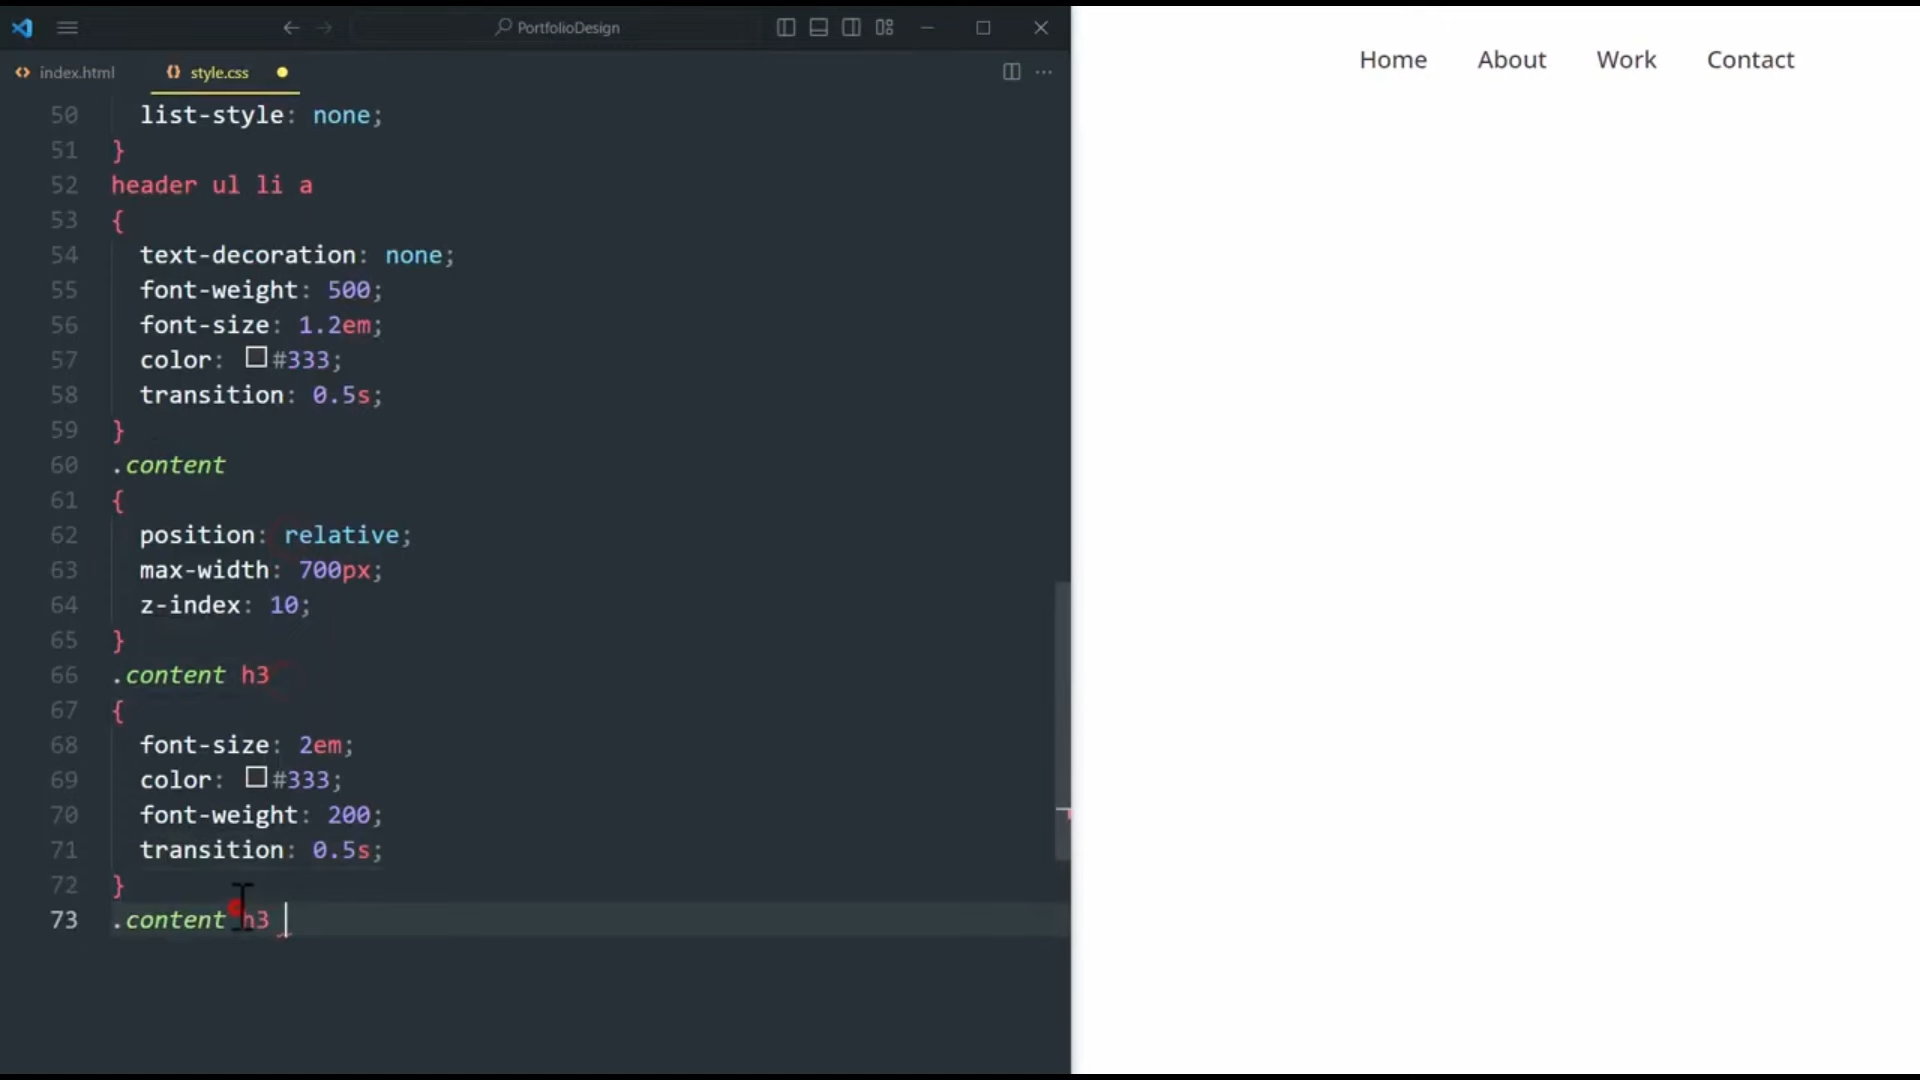 PortfolioDesign
index.html
style.css
50 list-style: none;
51 }
52 header ul li a
53 {
54 text-decoration: none;
55 font-weight: 500;
56 font-size: 1.2em;
57 color: #333;
58 transition: 0.5s;
59 }
60 .content
61 {
62 position: relative;
63 max-width: 700px;
64 z-index: 10;
65 }
66 .content h3
67 {
68 font-size: 2em;
69 color: #333;
70 font-weight: 200;
71 transition: 0.5s;
72 }
73 .content h3
Home About Work Contact